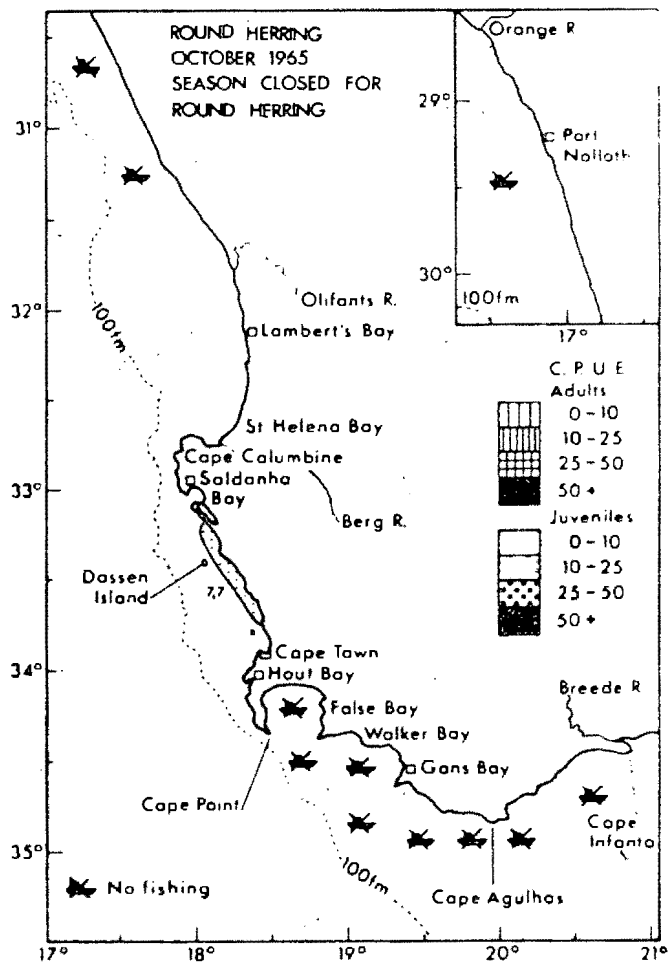 ROUND HERRING
OCTOBER 1965
SEASON CLOSED FOR
ROUND HERRING
Orange R
29°
Port
Nolloth
30°
100fm
17°
31°
32°
33°
34°
35°
100fm
Olifants R.
Lambert's Bay
St Helena Bay
Cape Columbine
Saldanha
Bay
Berg R.
Dassen
Island
7,7
Cape Town
Hout Bay
False Bay
Walker Bay
Gans Bay
Breede R
Cape Point
Cape
Infanta
100fm
Cape Agulhas
No fishing
C. P. U E
Adults
0-10
10-25
25-50
50+
Juveniles
0-10
10-25
25-50
50+
17°
18°
19°
20°
21°